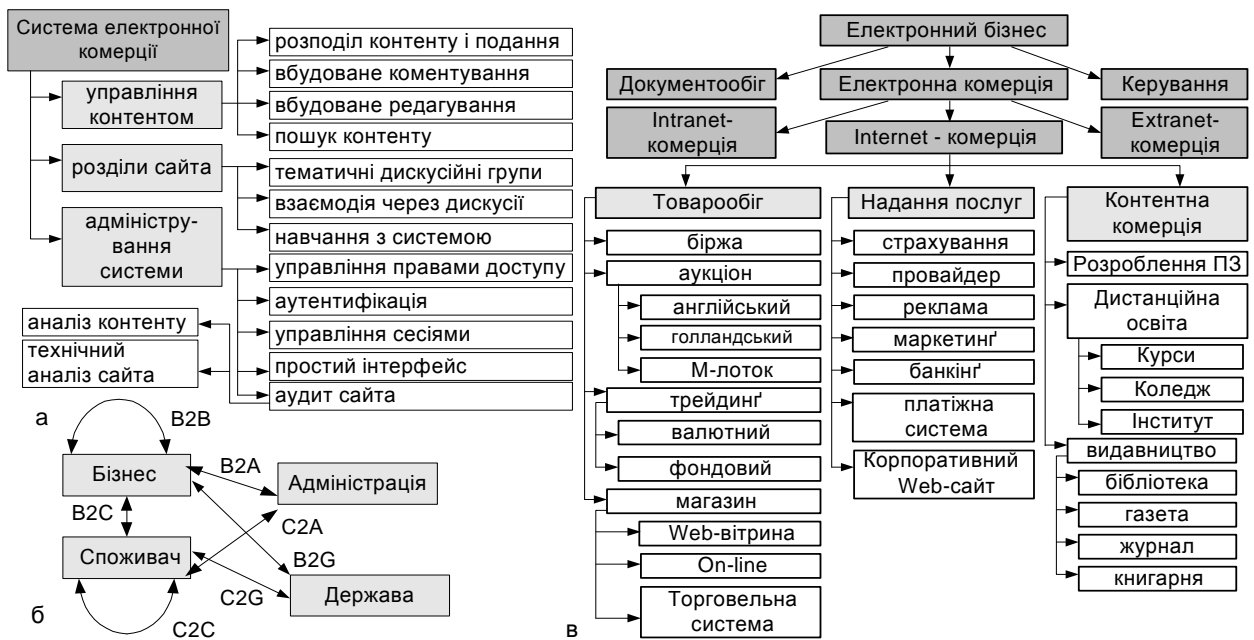 Система електронної
комерції
управління
контентом
розподіл контенту і подання
вбудоване коментування
вбудоване редагування
пошук контенту
розділи сайта
тематичні дискусійні групи
взаємодія через дискусії
навчання з системою
адміністру-
вання
системи
управління правами доступу
аутентифікація
управління сесіями
простий інтерфейс
аудит сайта
аналіз контенту
технічний
аналіз сайта
а
B2B
Бізнес
B2A
Адміністрація
B2C
C2A
Споживач
B2G
C2G
Держава
C2C
б
Електронний бізнес
Документообіг
Електронна комерція
Керування
Intranet-
комерція
Internet - комерція
Extranet-
комерція
Товарообіг
біржа
аукціон
англійський
голландський
М-лоток
трейдинґ
валютний
фондовий
магазин
Web-вітрина
On-line
Торговельна
система
Надання послуг
страхування
провайдер
реклама
маркетинґ
банкінґ
платіжна
система
Корпоративний
Web-сайт
Контентна
комерція
Розроблення ПЗ
Дистанційна
освіта
Курси
Коледж
Інститут
видавництво
бібліотека
газета
журнал
книгарня
в